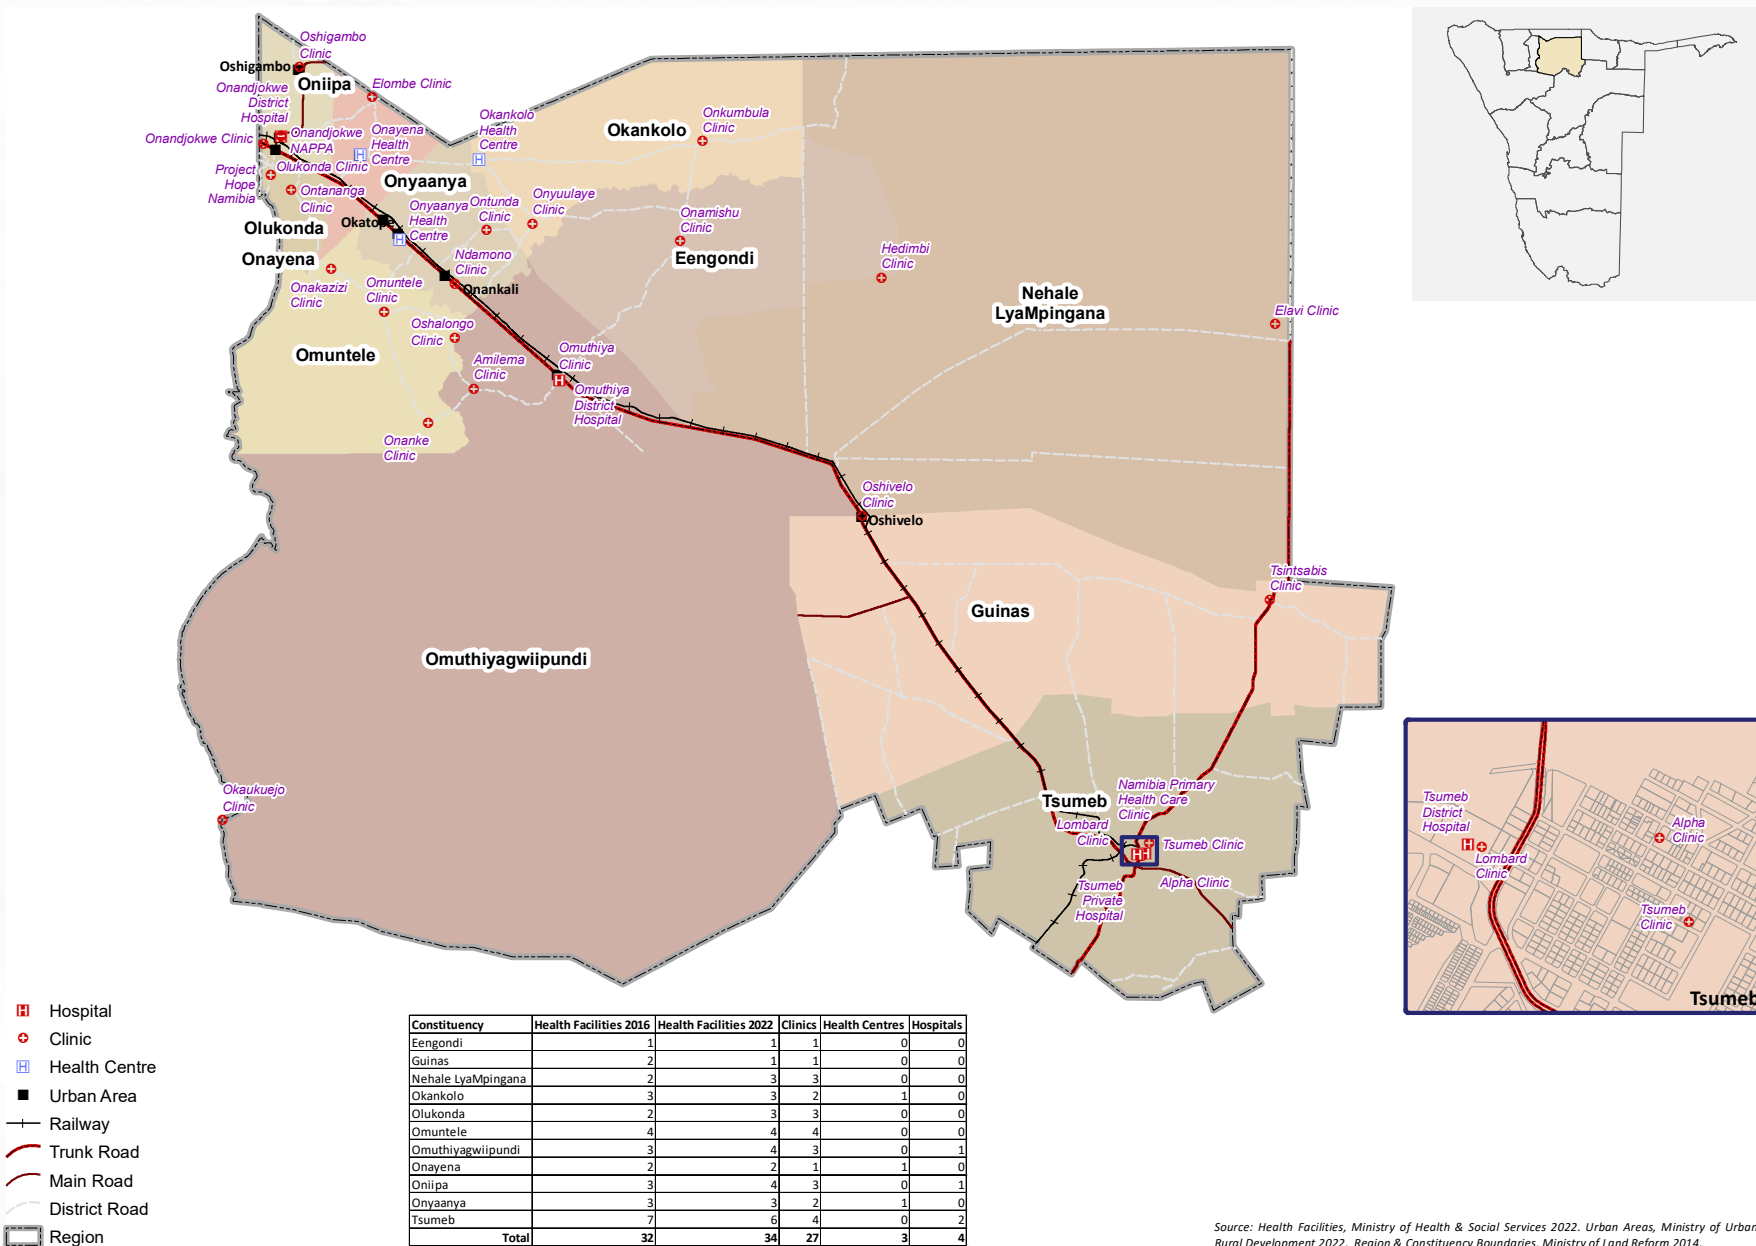 Oshigambo
Clinic
Oshigambo
Oniipa
Onandjokwe
District
Hospital
Elombe Clinic
Onandjokwe Clinic
Onandjokwe
NAPPA
Onayena
Health
Centre
Okankolo
Health
Centre
Okankolo
Onkumbula
Clinic
Project
Hope
Namibia
Olukonda Clinic
Ontananga
Clinic
Onyaanya
Olukonda
Okatope
Onyaanya
Health
Centre
Ontunda
Clinic
Onyuulaye
Clinic
Onamishu
Clinic
Eengondi
Hedimbi
Clinic
Onayena
Onakazizi
Clinic
Omuntele
Clinic
Ndamono
Clinic
Onankali
Nehale
LyaMpingana
Elavi Clinic
Oshalongo
Clinic
Omuntele
Amilema
Clinic
Omuthiya
Clinic
Omuthiya
District
Hospital
Onanke
Clinic
Oshivelo
Clinic
Oshivelo
Tsintsabis
Clinic
Guinas
Omuthiyagwiipundi
Okaukuejo
Clinic
Tsumeb
Namibia Primary
Health Care
Clinic
Lombard
Clinic
Tsumeb Clinic
Tsumeb
Private
Hospital
Alpha Clinic
Tsumeb
District
Hospital
Lombard
Clinic
Alpha
Clinic
Tsumeb
Clinic
Tsumeb
Hospital
Clinic
Health Centre
Urban Area
Railway
Trunk Road
Main Road
District Road
Region
Constituency Health Facilities 2016 Health Facilities 2022 Clinics Health Centres Hospitals
Eengondi 1 1 1 0 0
Guinas 2 1 1 0 0
Nehale LyaMpingana 2 3 3 0 0
Okankolo 3 3 2 1 0
Olukonda 2 3 3 0 0
Omuntele 4 4 4 0 0
Omuthiyagwiipundi 3 4 3 0 1
Onayena 2 2 1 1 0
Oniipa 3 4 3 0 1
Onyaanya 3 3 2 1 0
Tsumeb 7 6 4 0 2
Total 32 34 27 3 4
Source: Health Facilities, Ministry of Health & Social Services 2022. Urban Areas, Ministry of Urban
Rural Development 2022. Region & Constituency Boundaries, Ministry of Land Reform 2014.